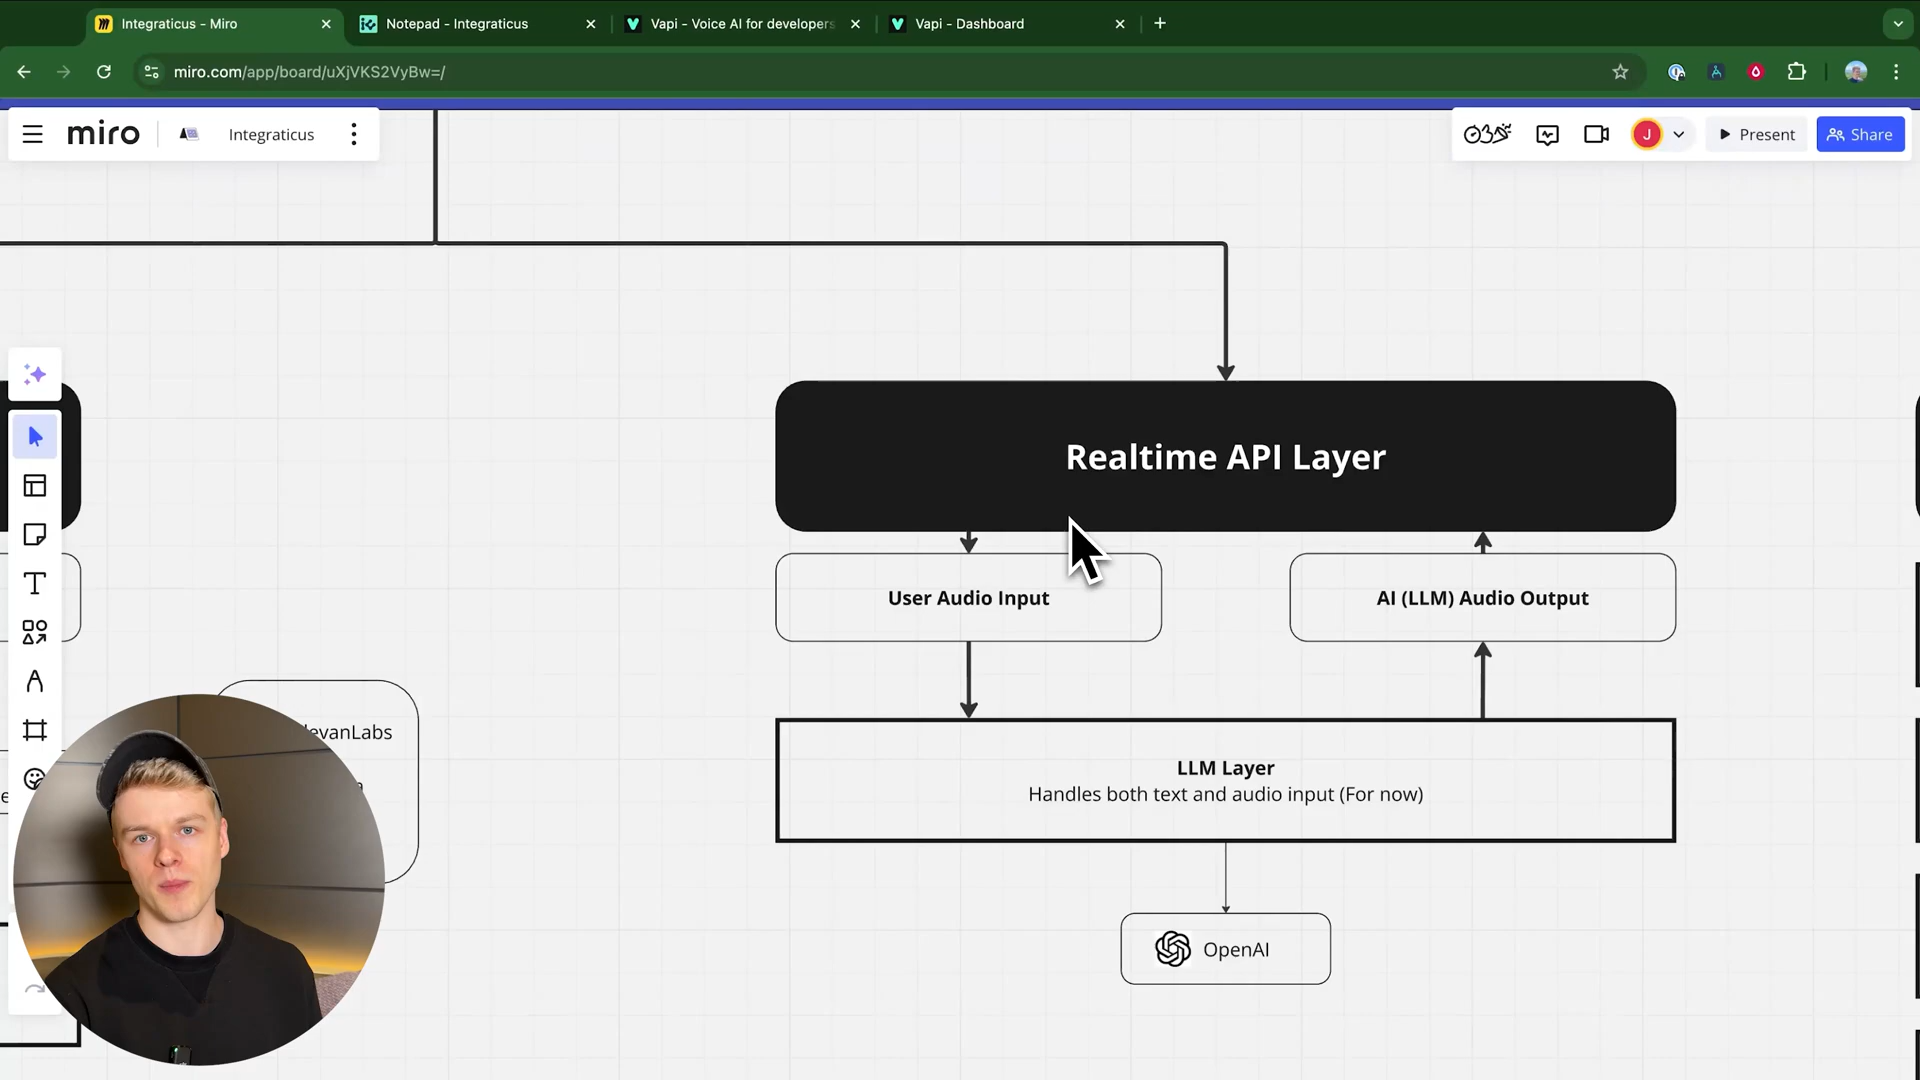 Integraticus - Miro
Notepad - Integraticus
Vapi - Voice AI for developers
Vapi - Dashboard
miro.com/app/board/uXjVKS2VyBw=/
miro
Integraticus
J
Present
Share
Realtime API Layer
User Audio Input
AI (LLM) Audio Output
LLM Layer
Handles both text and audio input (For now)
OpenAI
evanLabs